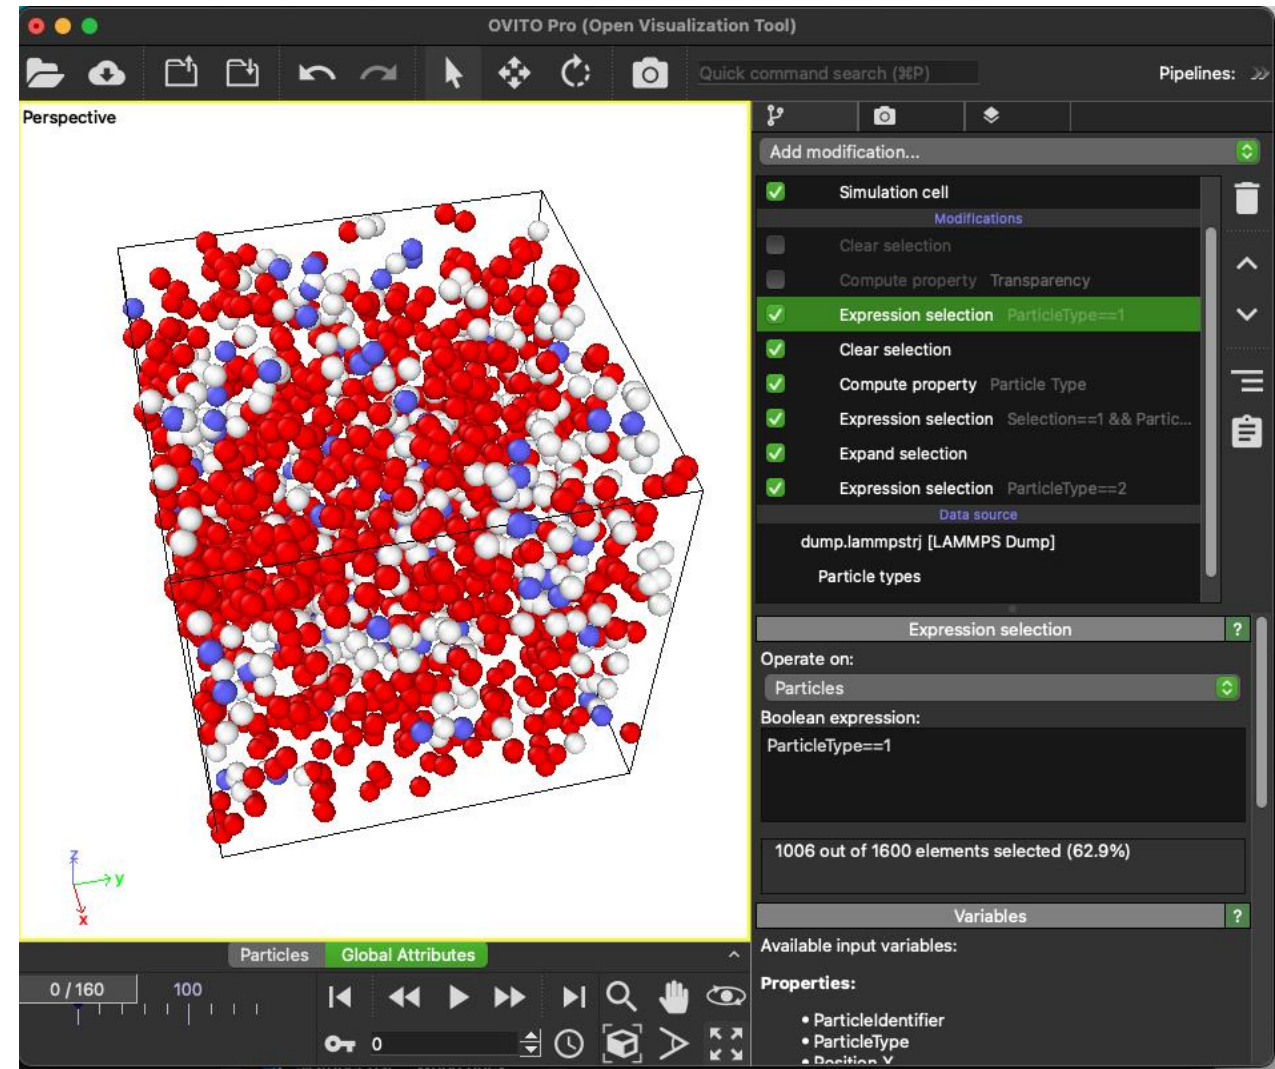 OVITO Pro (Open Visualization Tool)
Quick command search (⌘P)
Pipelines:
Perspective
Add modification...
Simulation cell
Modifications
Clear selection
Compute property Transparency
Expression selection ParticleType==1
Clear selection
Compute property Particle Type
Expression selection Selection==1 && Partic...
Expand selection
Expression selection ParticleType==2
Data source
dump.lammpstrj [LAMMPS Dump]
Particle types
Expression selection ?
Operate on:
Particles
Boolean expression:
ParticleType==1
1006 out of 1600 elements selected (62.9%)
Variables ?
Available input variables:
Properties:
• ParticleIdentifier
• ParticleType
• Position.X
z
y
x
Particles Global Attributes
0 / 160 100
0